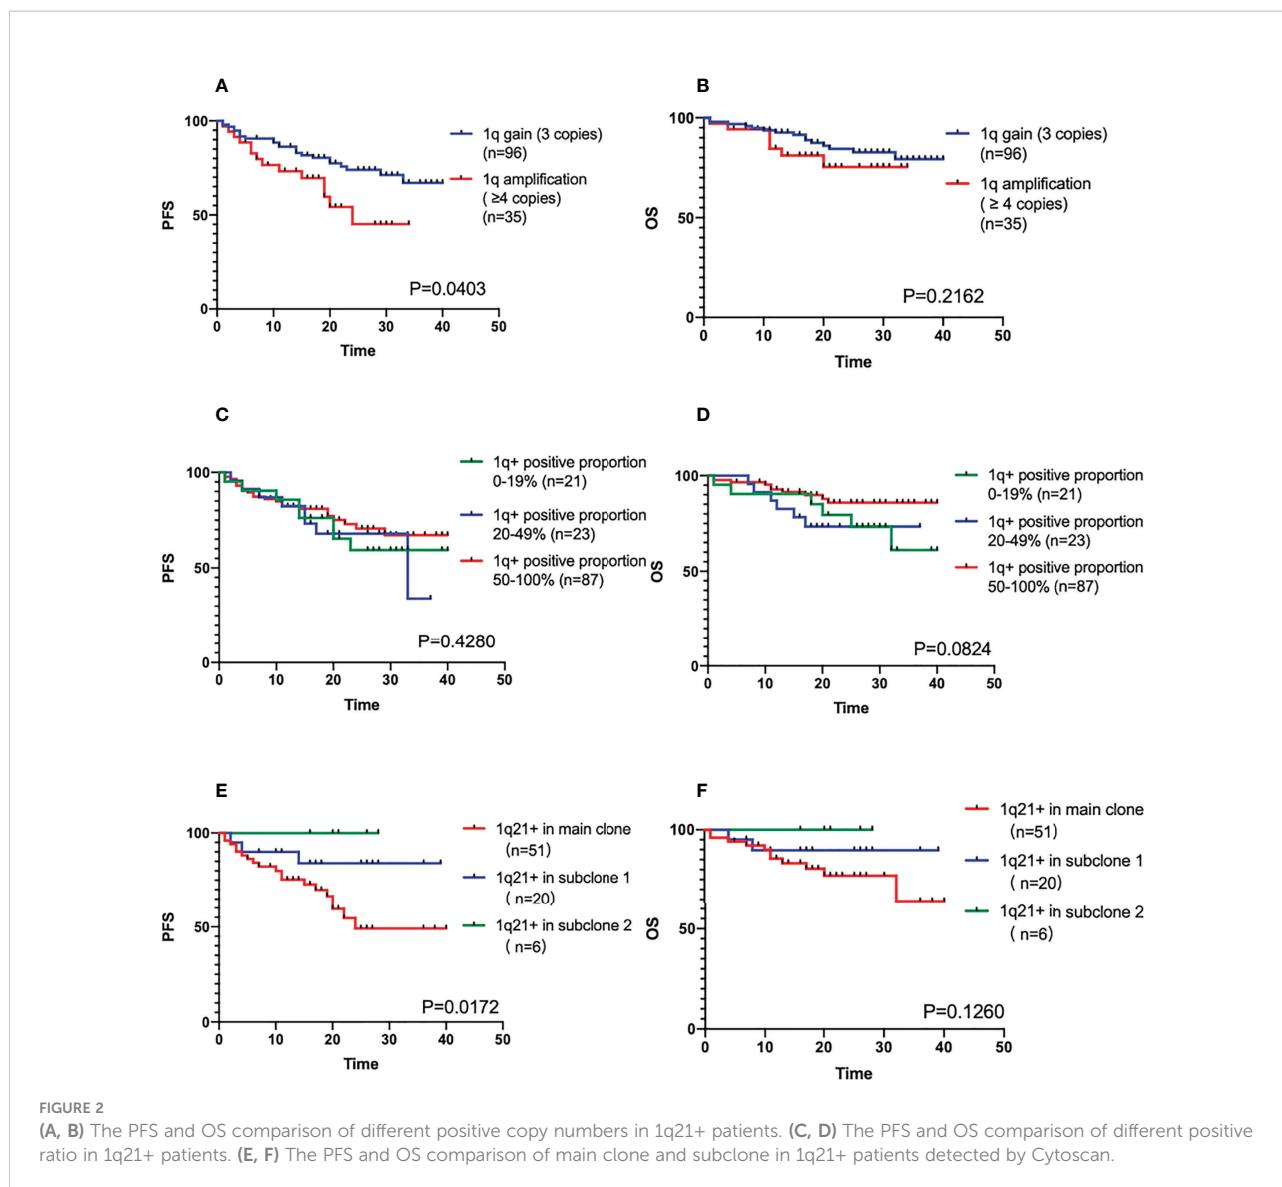 A
100
50
0
PFS
0 10 20 30 40 50
Time
1q gain (3 copies)
(n=96)
1q amplification
( ≥4 copies)
(n=35)
P=0.0403
B
100
50
0
OS
0 10 20 30 40 50
Time
1q gain (3 copies)
(n=96)
1q amplification
( ≥ 4 copies)
(n=35)
P=0.2162
C
100
50
0
PFS
0 10 20 30 40 50
Time
1q+ positive proportion
0-19% (n=21)
1q+ positive proportion
20-49% (n=23)
1q+ positive proportion
50-100% (n=87)
P=0.4280
D
100
50
0
OS
0 10 20 30 40 50
Time
1q+ positive proportion
0-19% (n=21)
1q+ positive proportion
20-49% (n=23)
1q+ positive proportion
50-100% (n=87)
P=0.0824
E
100
50
0
PFS
0 10 20 30 40 50
Time
1q21+ in main clone
(n=51)
1q21+ in subclone 1
( n=20)
1q21+ in subclone 2
( n=6)
P=0.0172
F
100
50
0
OS
0 10 20 30 40 50
Time
1q21+ in main clone
(n=51)
1q21+ in subclone 1
( n=20)
1q21+ in subclone 2
( n=6)
P=0.1260
FIGURE 2
(A, B) The PFS and OS comparison of different positive copy numbers in 1q21+ patients. (C, D) The PFS and OS comparison of different positive
ratio in 1q21+ patients. (E, F) The PFS and OS comparison of main clone and subclone in 1q21+ patients detected by Cytoscan.